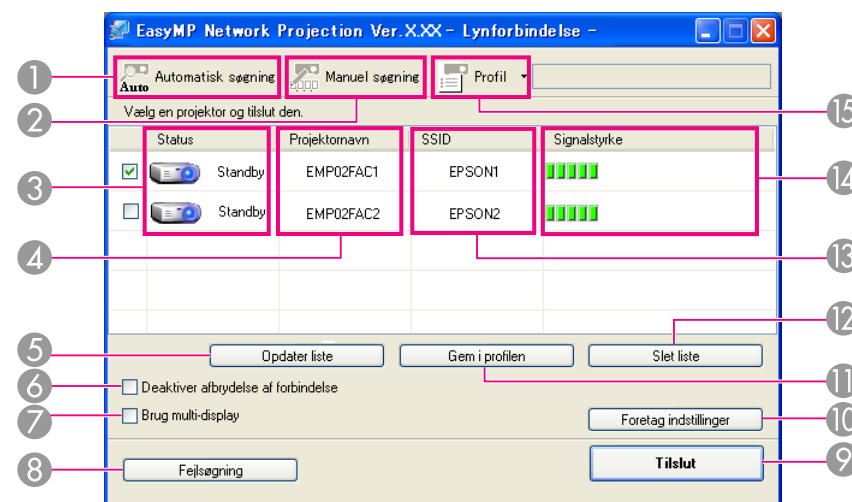 EasyMP Network Projection Ver.X.XX – Lynforbindelse –
1 Auto Automatisk søgning Manuel søgning Profil
2 Vælg en projektor og tilslut den. 15
Status Projektornavn SSID Signalstyrke
3 Standby EMP02FAC1 EPSON1 14
Standby EMP02FAC2 EPSON2
4 13
12
5 Opdater liste Gem i profilen Slet liste
6 Deaktiver afbrydelse af forbindelse 11
7 Brug multi-display Foretag indstillinger 10
8 Fejlsøgning Tilslut 9